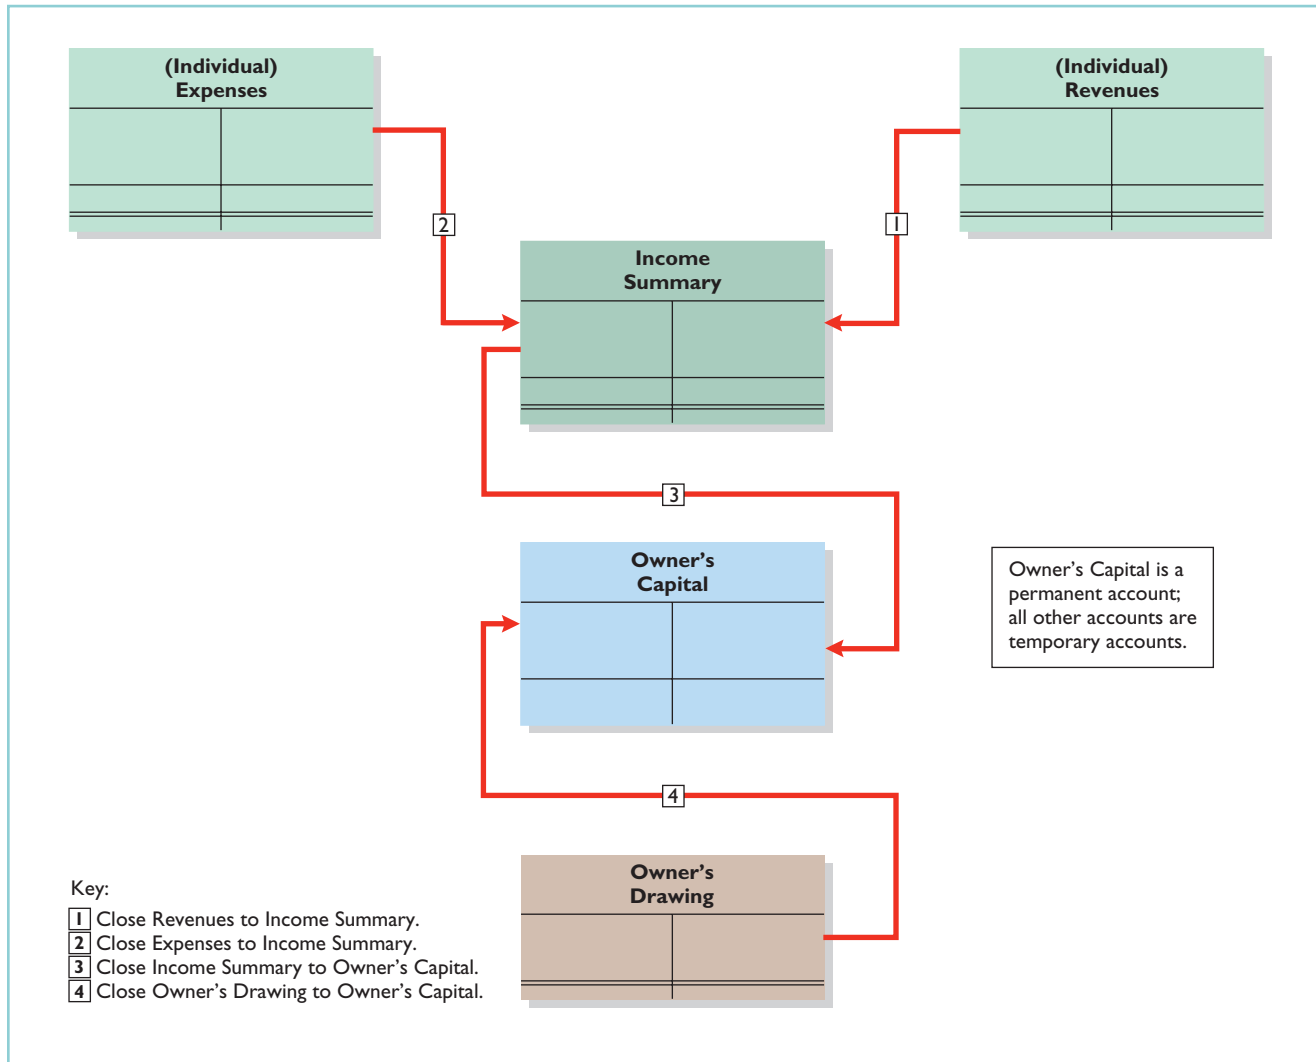 (Individual)
Expenses
(Individual)
Revenues
2
1
Income
Summary
3
Owner's
Capital
Owner's Capital is a
permanent account;
all other accounts are
temporary accounts.
4
Owner's
Drawing
Key:
1 Close Revenues to Income Summary.
2 Close Expenses to Income Summary.
3 Close Income Summary to Owner's Capital.
4 Close Owner's Drawing to Owner's Capital.